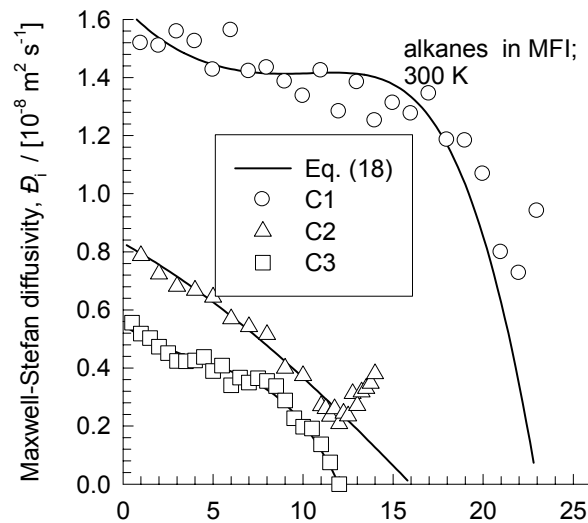 1.6
1.4
1.2
1.0
0.8
0.6
0.4
0.2
0.0
Maxwell-Stefan diffusivity, Đi / [10-8 m2 s-1]
alkanes in MFI;
300 K
Eq. (18)
C1
C2
C3
0 5 10 15 20 25